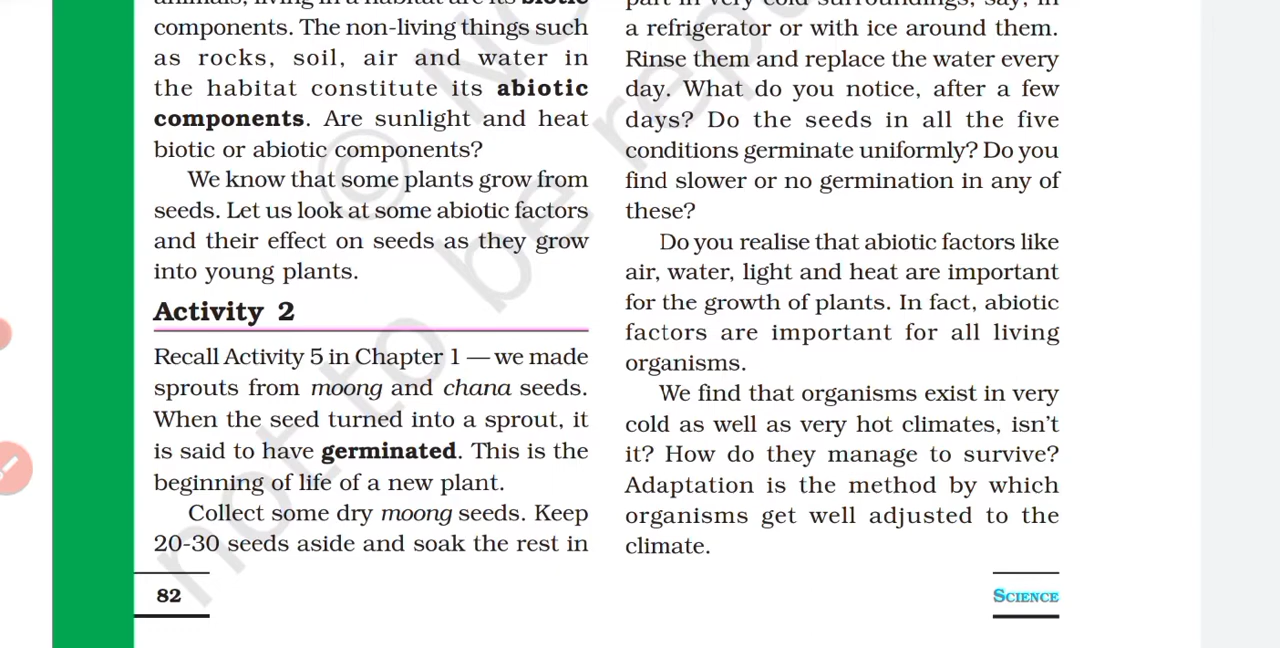 components. The non-living things such
as rocks, soil, air and water in
the habitat constitute its abiotic
components. Are sunlight and heat
biotic or abiotic components?
We know that some plants grow from
seeds. Let us look at some abiotic factors
and their effect on seeds as they grow
into young plants.
Activity 2
Recall Activity 5 in Chapter 1 — we made
sprouts from moong and chana seeds.
When the seed turned into a sprout, it
is said to have germinated. This is the
beginning of life of a new plant.
Collect some dry moong seeds. Keep
20-30 seeds aside and soak the rest in
82
a refrigerator or with ice around them.
Rinse them and replace the water every
day. What do you notice, after a few
days? Do the seeds in all the five
conditions germinate uniformly? Do you
find slower or no germination in any of
these?
Do you realise that abiotic factors like
air, water, light and heat are important
for the growth of plants. In fact, abiotic
factors are important for all living
organisms.
We find that organisms exist in very
cold as well as very hot climates, isn't
it? How do they manage to survive?
Adaptation is the method by which
organisms get well adjusted to the
climate.
SCIENCE
not to be